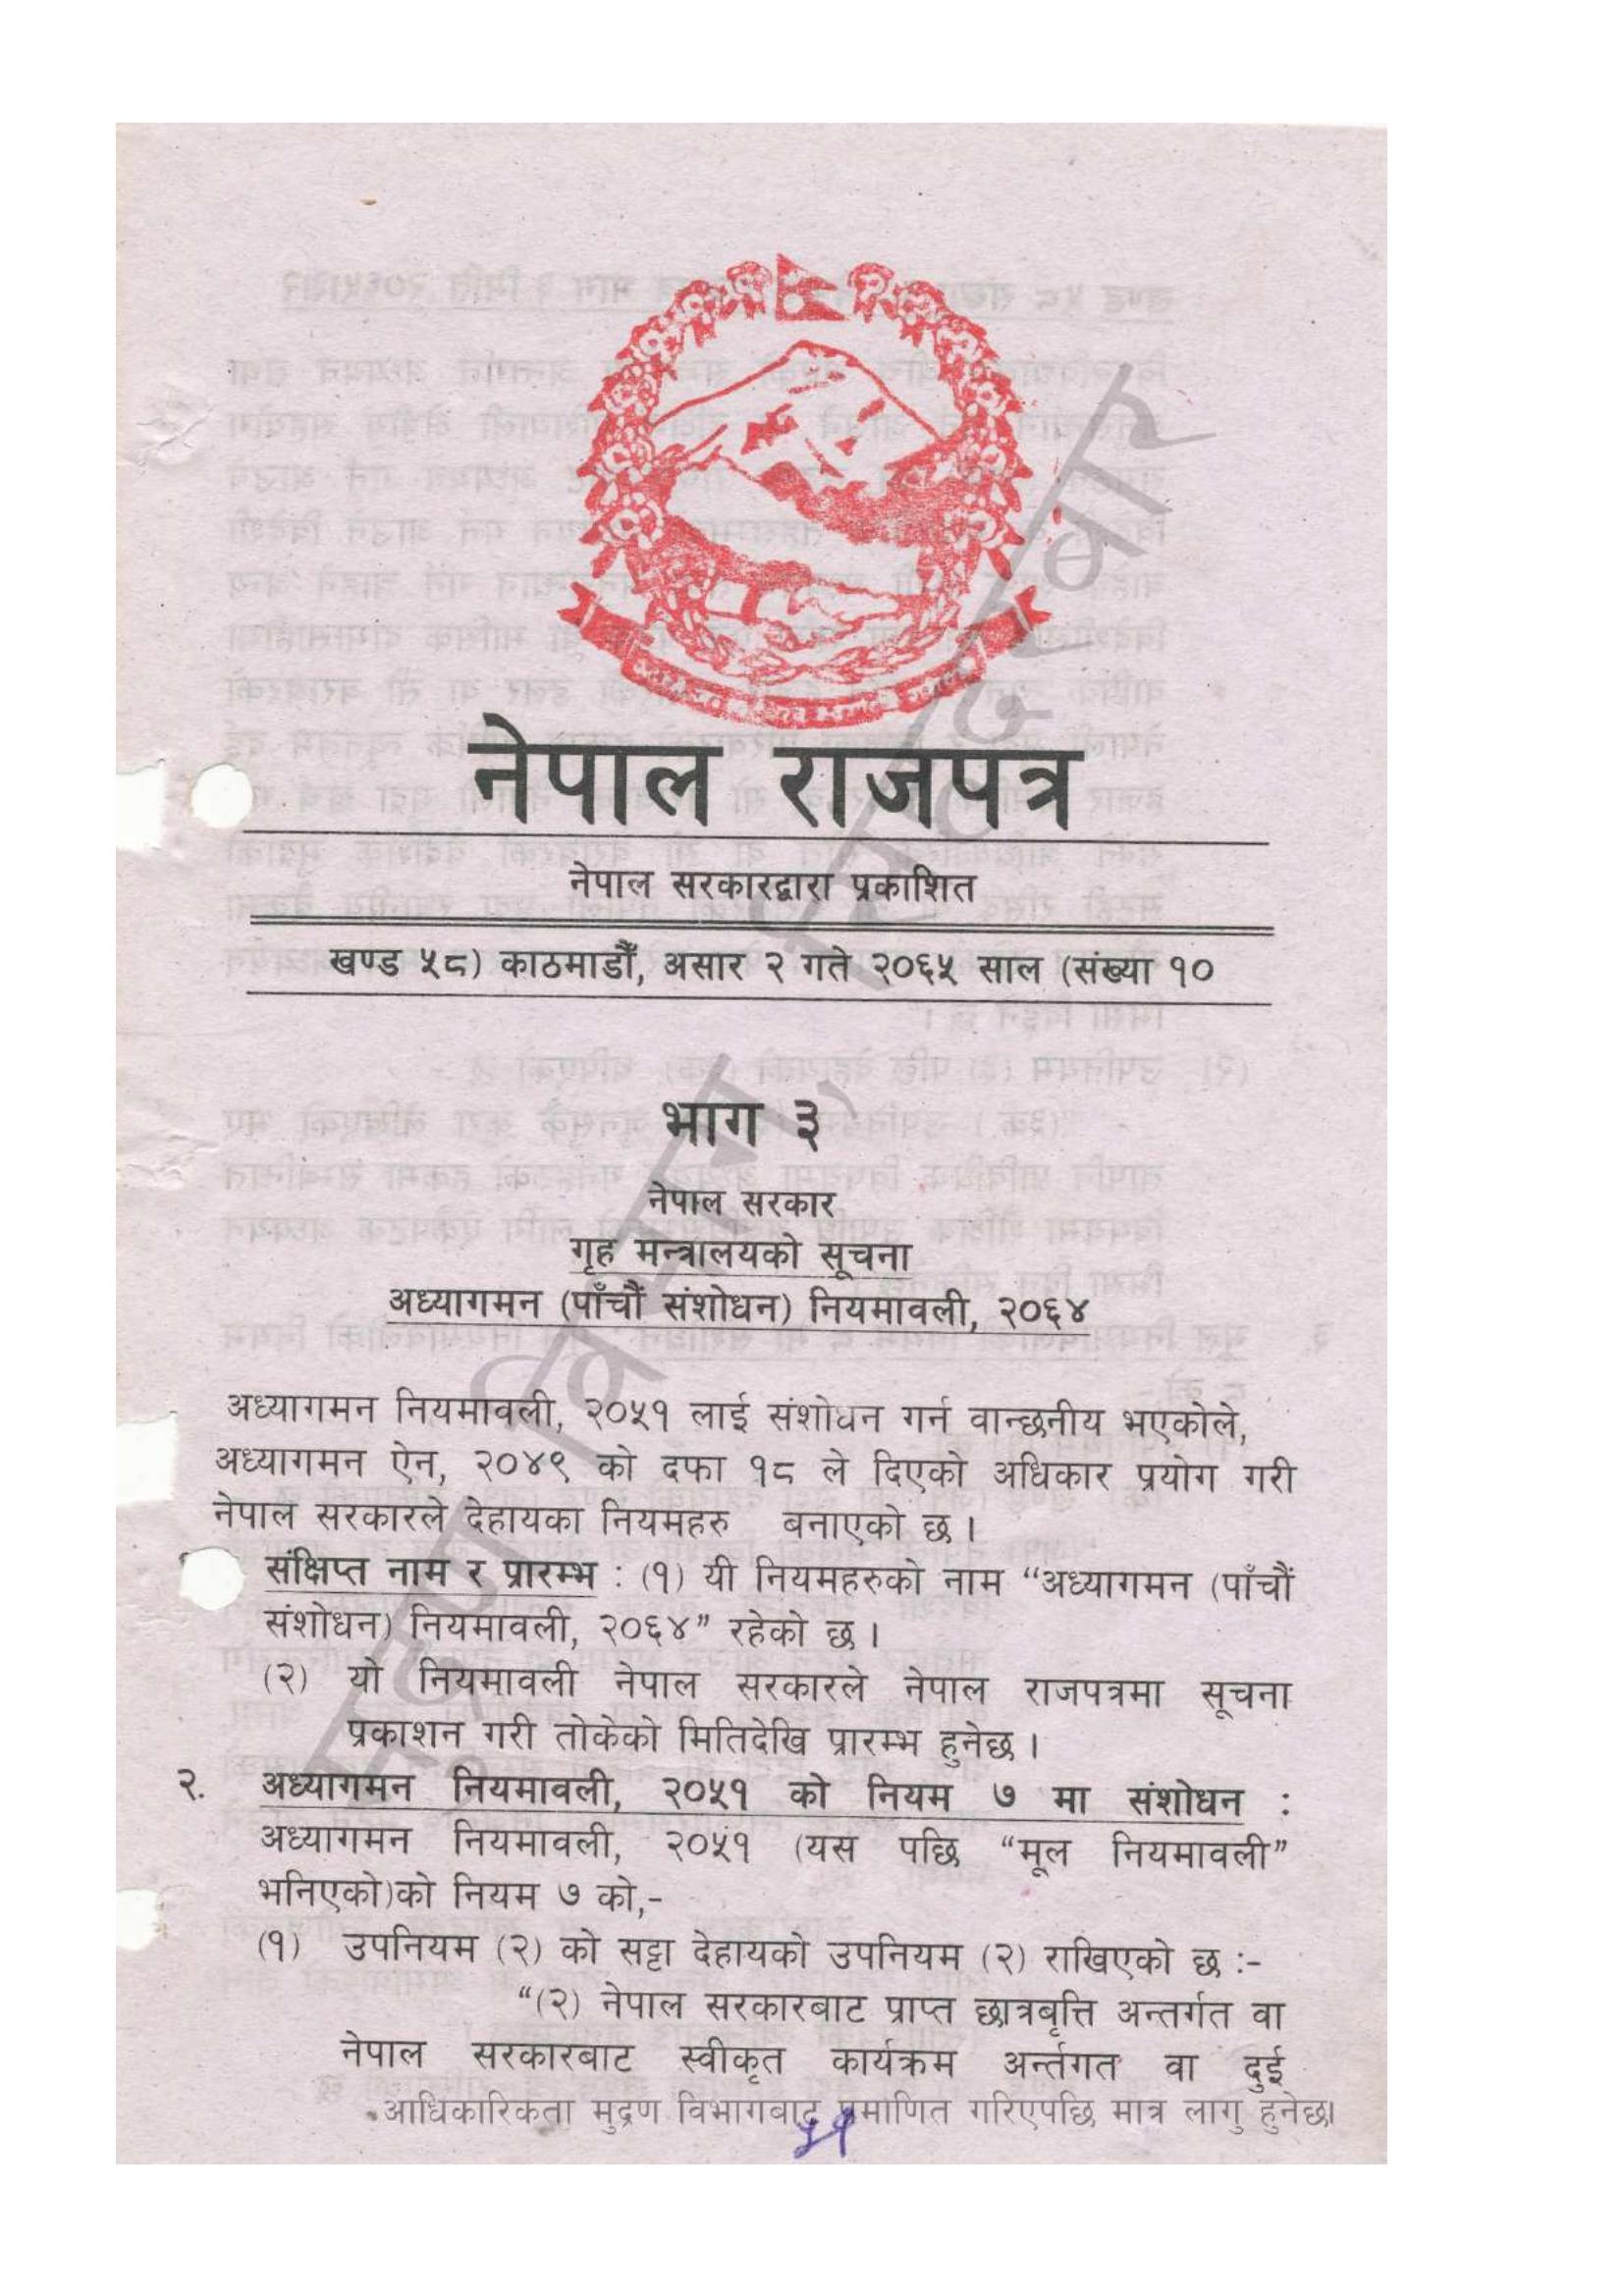 नेपाल राजपत्र
नेपाल सरकारद्वारा प्रकाशित
खण्ड ५८) काठमाडौँ, असार २ गते २०६५ साल (संख्या १०
भाग ३
नेपाल सरकार
गृह मन्त्रालयको सूचना
अध्यागमन (पाँचौं संशोधन) नियमावली, २०६४
अध्यागमन नियमावली, २०५१ लाई संशोधन गर्न वान्छनीय भएकोले,
अध्यागमन ऐन, २०४९ को दफा १८ ले दिएको अधिकार प्रयोग गरी
नेपाल सरकारले देहायका नियमहरु बनाएको छ ।
संक्षिप्त नाम र प्रारम्भ : (१) यी नियमहरुको नाम “अध्यागमन (पाँचौं
संशोधन) नियमावली, २०६४” रहेको छ ।
(२) यो नियमावली नेपाल सरकारले नेपाल राजपत्रमा सूचना
प्रकाशन गरी तोकेको मितिदेखि प्रारम्भ हुनेछ ।
२. अध्यागमन नियमावली, २०५१ को नियम ७ मा संशोधन :
अध्यागमन नियमावली, २०५१ (यस पछि “मूल नियमावली”
भनिएको)को नियम ७ को,-
(१) उपनियम (२) को सट्टा देहायको उपनियम (२) राखिएको छ :-
“(२) नेपाल सरकारबाट प्राप्त छात्रबृत्ति अन्तर्गत वा
नेपाल सरकारबाट स्वीकृत कार्यक्रम अर्न्तगत वा दुई
आधिकारिकता मुद्रण विभागबाट प्रमाणित गरिएपछि मात्र लागु हुनेछ।
५१